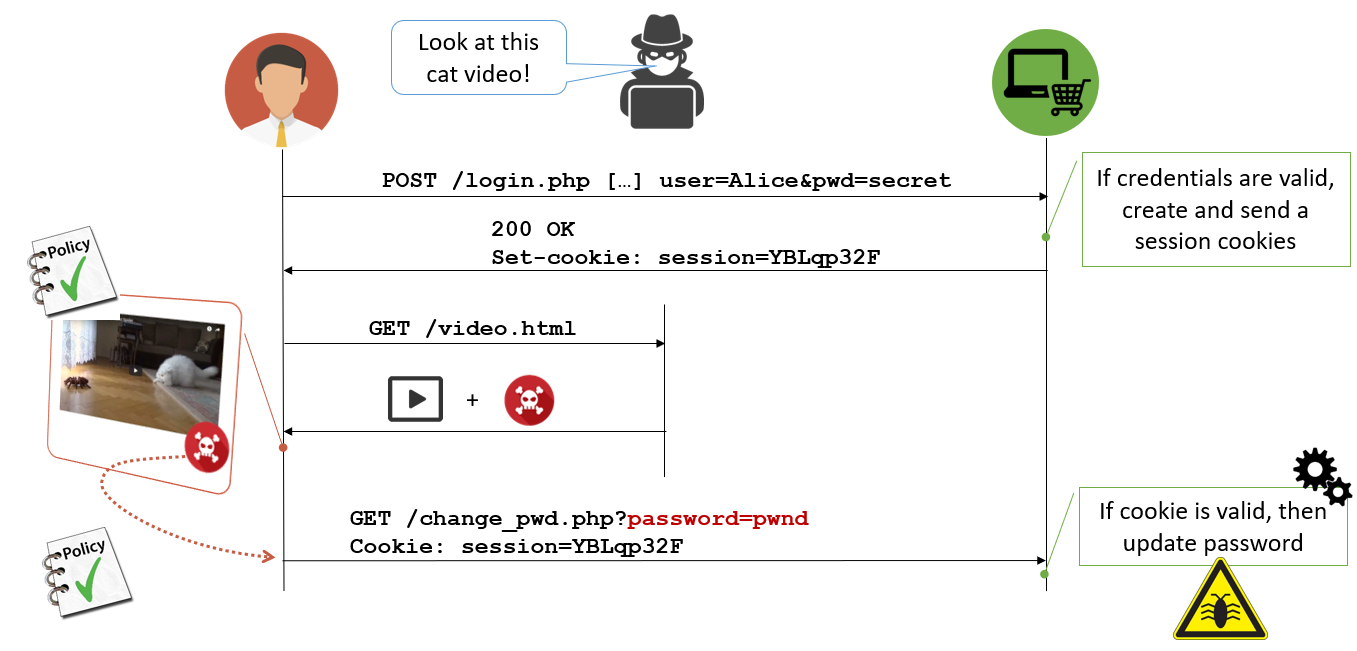 Look at this
cat video!
POST /login.php […] user=Alice&pwd=secret
If credentials are valid,
create and send a
session cookies
200 OK
Set-cookie: session=YBLqp32F
Policy
GET /video.html
+
GET /change_pwd.php?password=pwnd
Cookie: session=YBLqp32F
If cookie is valid, then
update password
Policy